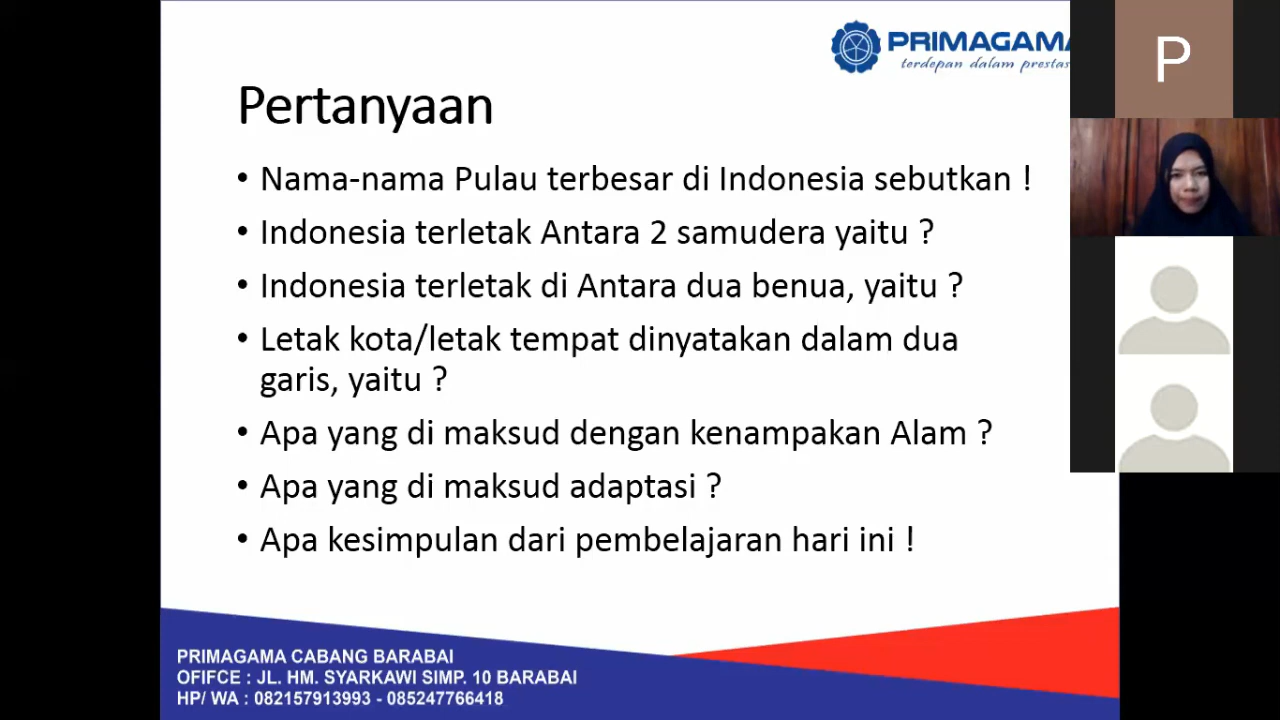 PRIMAGAMA
terdepan dalam prestas
P
Pertanyaan
• Nama-nama Pulau terbesar di Indonesia sebutkan !
• Indonesia terletak Antara 2 samudera yaitu ?
• Indonesia terletak di Antara dua benua, yaitu ?
• Letak kota/letak tempat dinyatakan dalam dua
garis, yaitu ?
• Apa yang di maksud dengan kenampakan Alam ?
• Apa yang di maksud adaptasi ?
• Apa kesimpulan dari pembelajaran hari ini !
PRIMAGAMA CABANG BARABAI
OFIFCE : JL. HM. SYARKAWI SIMP. 10 BARABAI
HP/ WA : 082157913993 - 085247766418